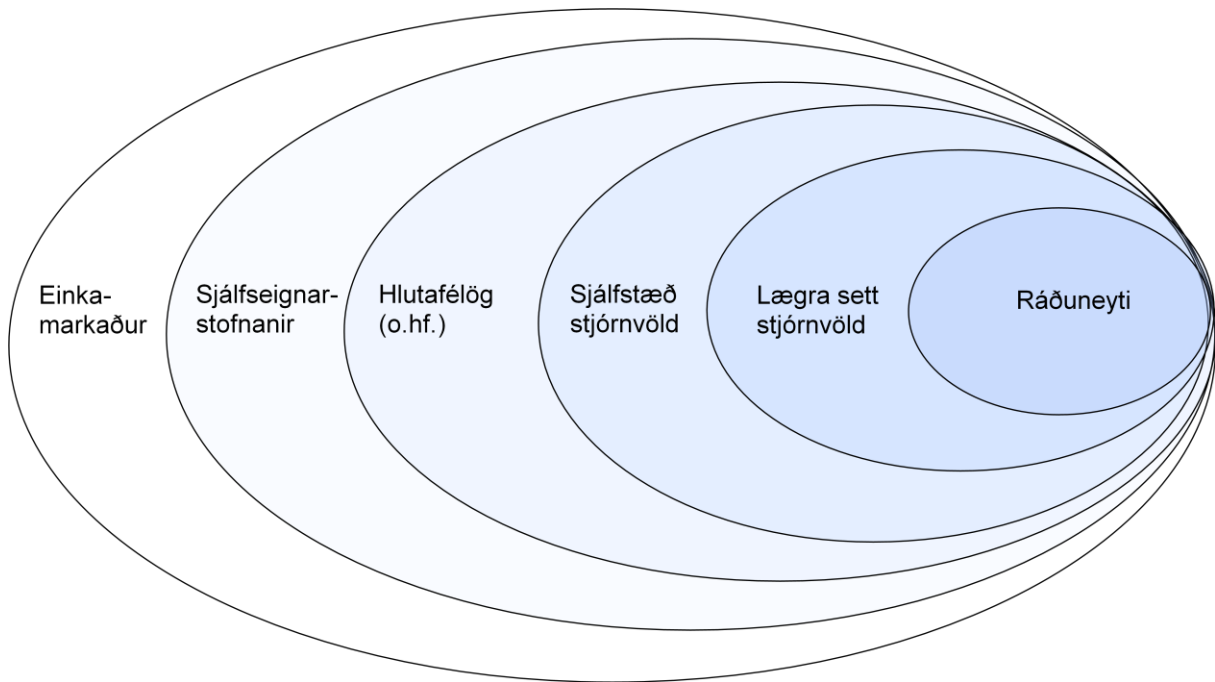 Einka-
markaður
Sjálfseignar-
stofnanir
Hlutafélög
(o.hf.)
Sjálfstæð
stjórnvöld
Lægra sett
stjórnvöld
Ráðuneyti